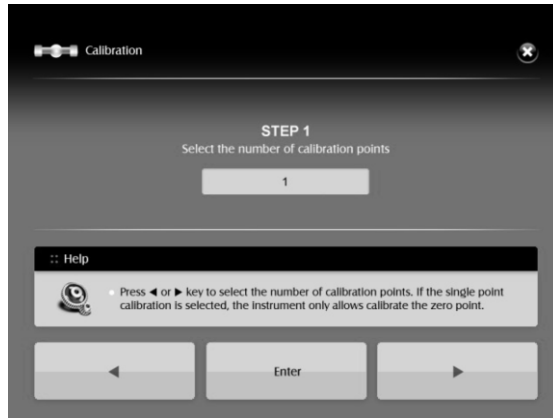 Calibration
STEP 1
Select the number of calibration points
1
:: Help
Press ◄ or ► key to select the number of calibration points. If the single point
calibration is selected, the instrument only allows calibrate the zero point.
◄ Enter ►